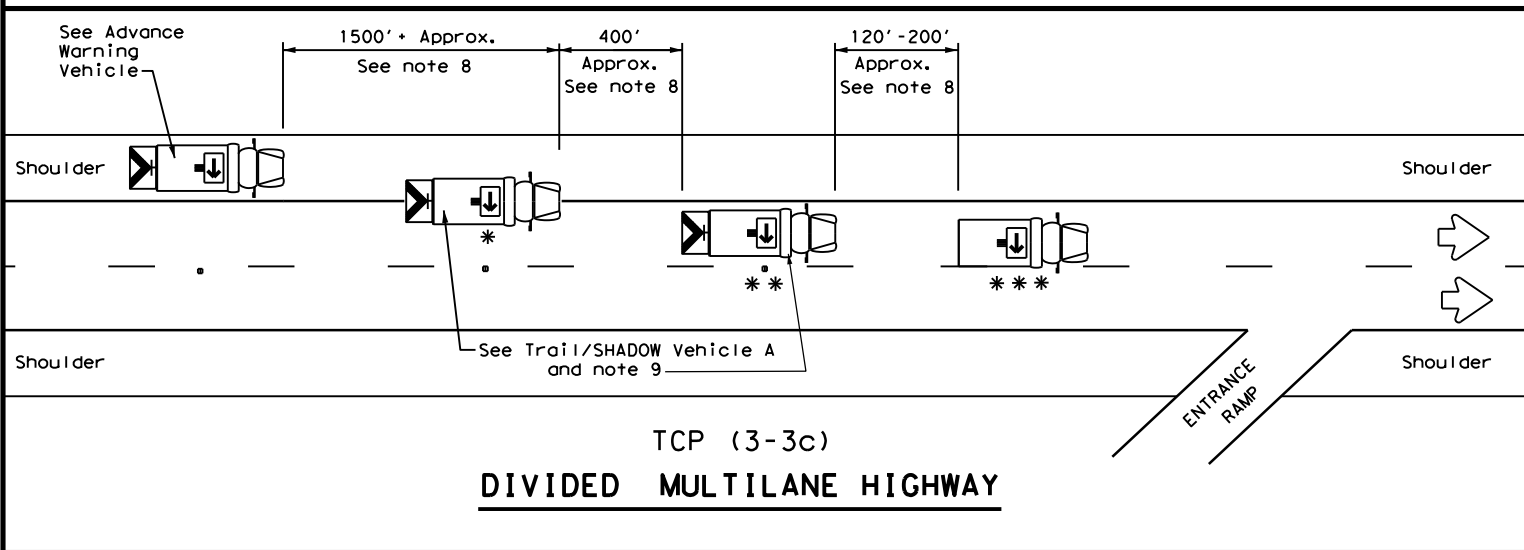 See Advance
Warning
Vehicle
1500'+ Approx.
See note 8
400'
Approx.
See note 8
120'-200'
Approx.
See note 8
Shoulder
Shoulder
*
* *
* * *
See Trail/SHADOW Vehicle A
and note 9
Shoulder
Shoulder
ENTRANCE
RAMP
TCP (3-3c)
DIVIDED MULTILANE HIGHWAY